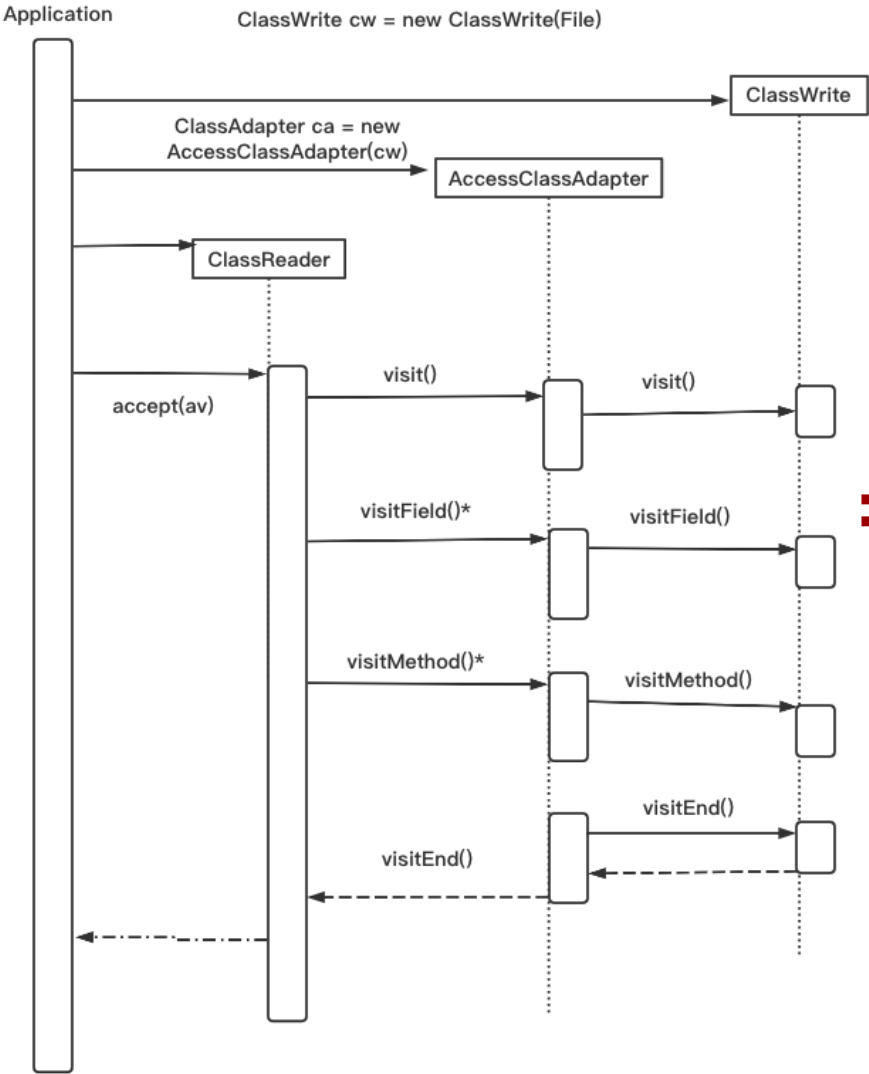 Application
ClassWrite cw = new ClassWrite(File)
ClassWrite
ClassAdapter ca = new
AccessClassAdapter(cw)
AccessClassAdapter
ClassReader
accept(av)
visit()
visit()
visitField()*
visitField()
visitMethod()*
visitMethod()
visitEnd()
visitEnd()